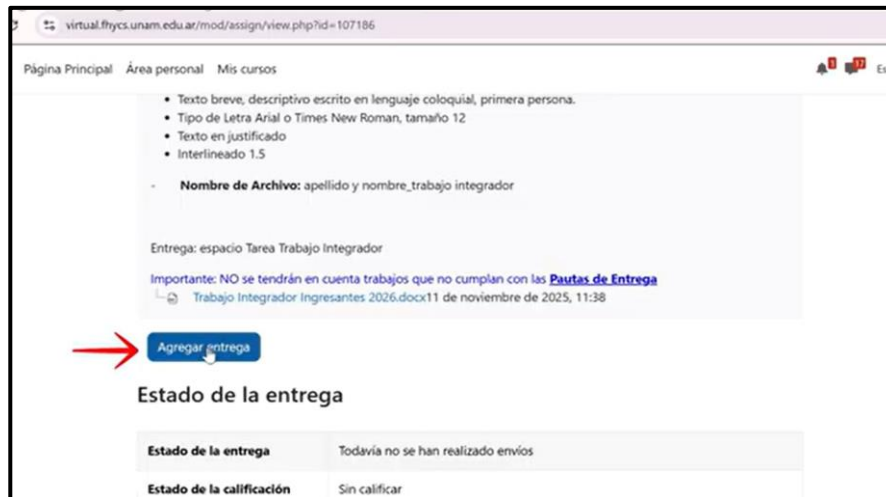 virtual.fhycs.unam.edu.ar/mod/assign/view.php?id=107186
Página Principal Área personal Mis cursos
• Texto breve, descriptivo escrito en lenguaje coloquial, primera persona.
• Tipo de Letra Arial o Times New Roman, tamaño 12
• Texto en justificado
• Interlineado 1.5
- Nombre de Archivo: apellido y nombre_trabajo integrador
Entrega: espacio Tarea Trabajo Integrador
Importante: NO se tendrán en cuenta trabajos que no cumplan con las Pautas de Entrega
Trabajo Integrador Ingresantes 2026.docx11 de noviembre de 2025, 11:38
Agregar entrega
Estado de la entrega
Estado de la entrega Todavía no se han realizado envíos
Estado de la calificación Sin calificar